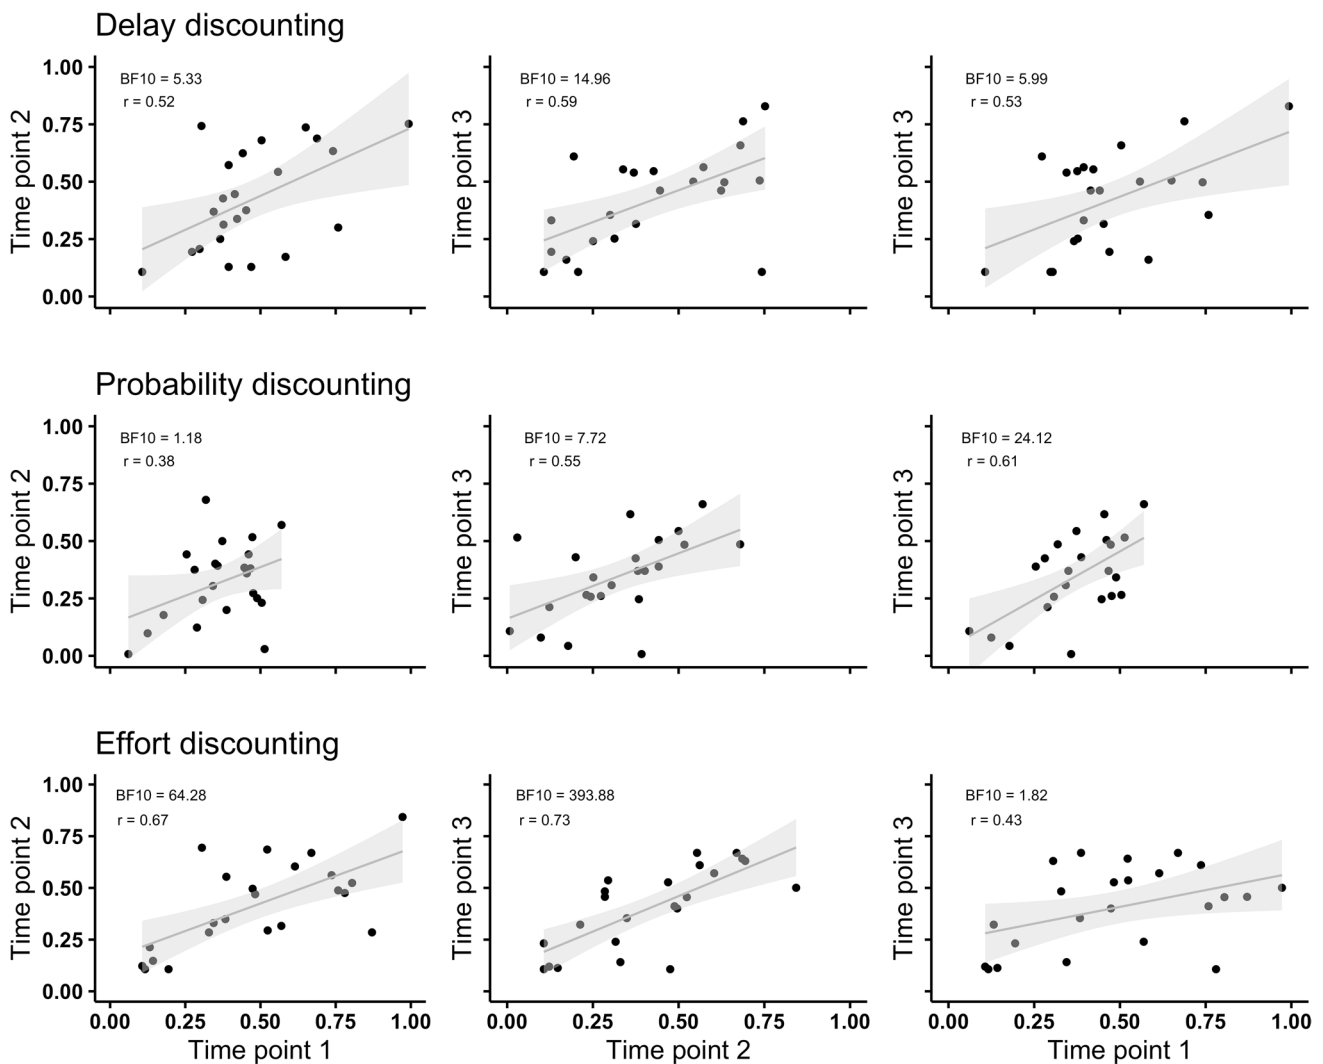 Delay discounting
Time point 2
1.00
0.75
0.50
0.25
0.00
BF10 = 5.33
r = 0.52
Time point 3
BF10 = 14.96
r = 0.59
Time point 3
BF10 = 5.99
r = 0.53
Probability discounting
Time point 2
1.00
0.75
0.50
0.25
0.00
BF10 = 1.18
r = 0.38
Time point 3
BF10 = 7.72
r = 0.55
Time point 3
BF10 = 24.12
r = 0.61
Effort discounting
Time point 2
1.00
0.75
0.50
0.25
0.00
BF10 = 64.28
r = 0.67
Time point 3
BF10 = 393.88
r = 0.73
Time point 3
BF10 = 1.82
r = 0.43
0.00 0.25 0.50 0.75 1.00
Time point 1
0.00 0.25 0.50 0.75 1.00
Time point 2
0.00 0.25 0.50 0.75 1.00
Time point 1